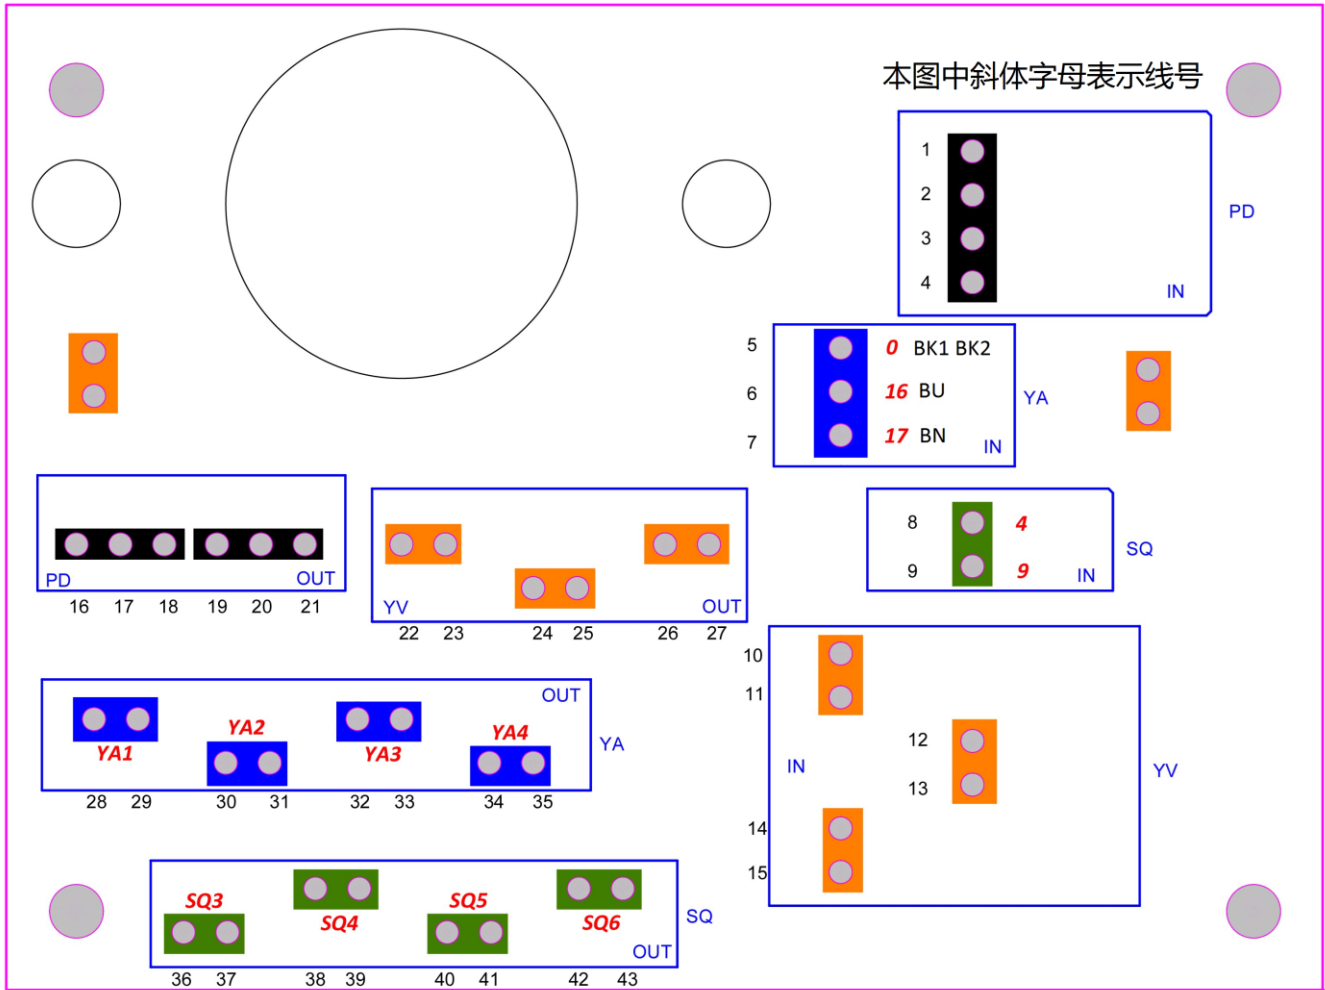 本图中斜体字母表示线号
1
2
3
4
PD
IN
5 0 BK1 BK2
6 16 BU
7 17 BN
YA
IN
8 4
9 9
SQ
IN
PD OUT
16 17 18 19 20 21
YV OUT
22 23 24 25 26 27
10
11
12
13
14
15
IN
YV
OUT
YA1 YA2 YA3 YA4
YA
28 29 30 31 32 33 34 35
SQ3 SQ4 SQ5 SQ6
SQ
OUT
36 37 38 39 40 41 42 43